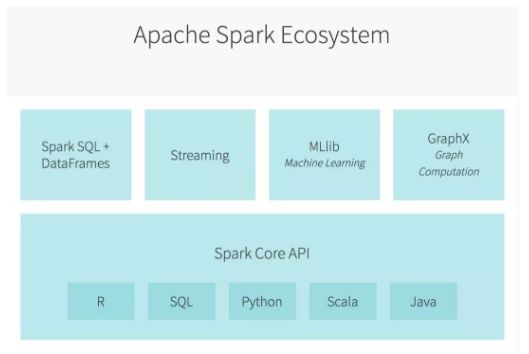 Apache Spark Ecosystem
Spark SQL +
DataFrames
Streaming
MLlib
Machine Learning
GraphX
Graph
Computation
Spark Core API
R
SQL
Python
Scala
Java